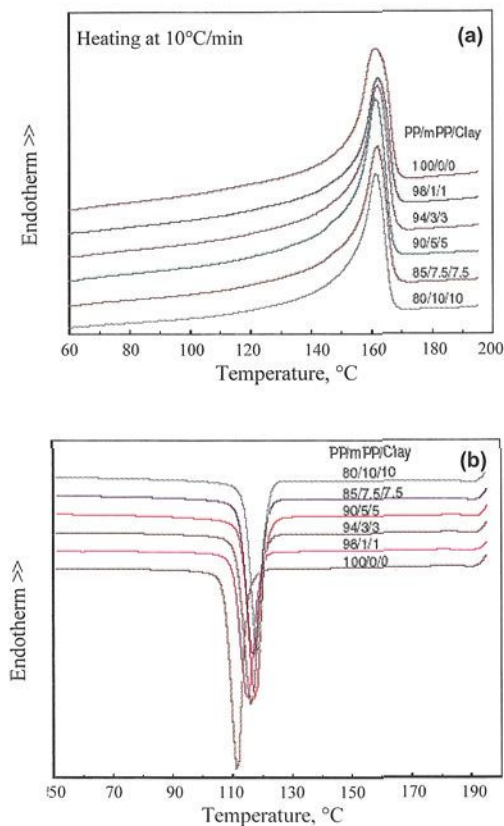 Heating at 10°C/min
(a)
PP/mPP/Clay
100/0/0
98/1/1
94/3/3
90/5/5
85/7.5/7.5
80/10/10
Endotherm >>
60 80 100 120 140 160 180 200
Temperature, °C
(b)
PP/mPP/Clay
80/10/10
85/7.5/7.5
90/5/5
94/3/3
98/1/1
100/0/0
Endotherm >>
50 70 90 110 130 150 170 190
Temperature, °C